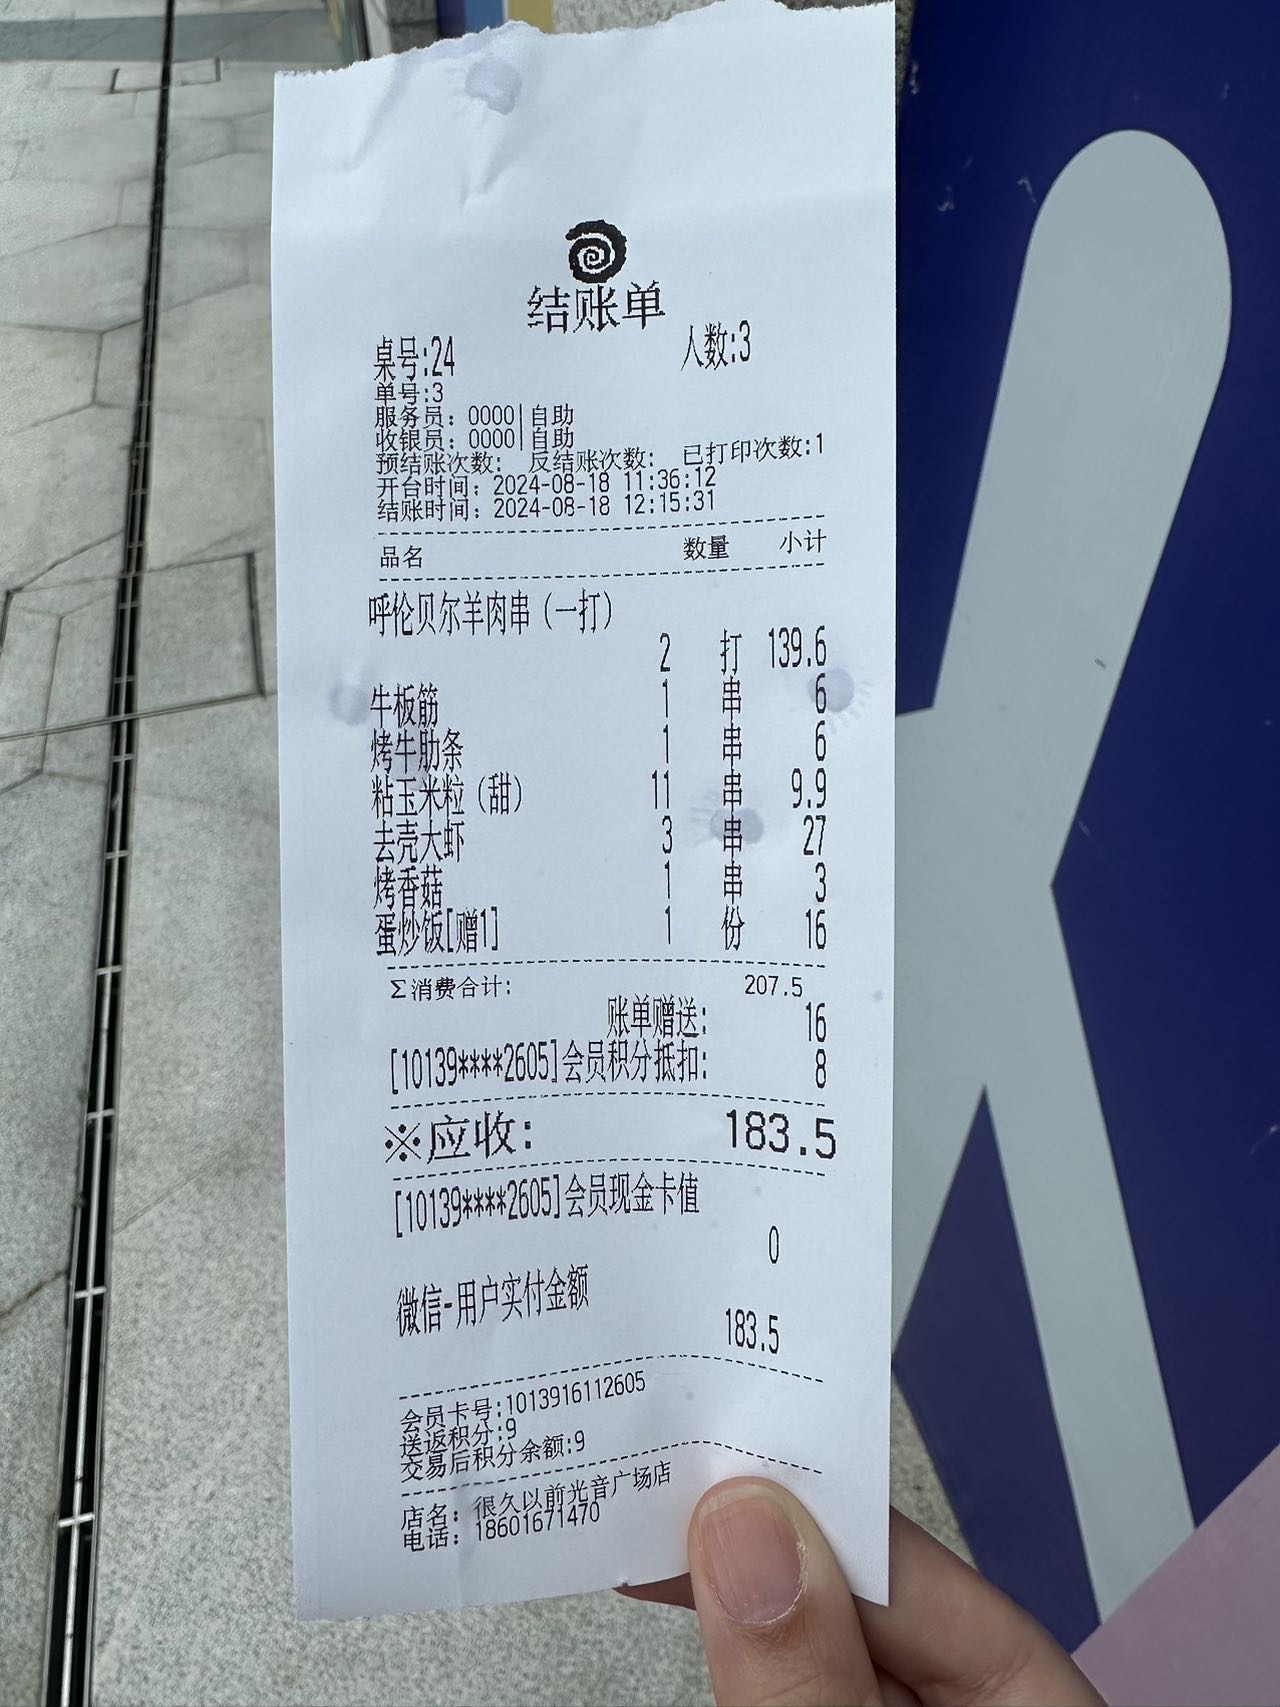 结账单
桌号:24 人数:3
单号:3
服务员: 0000|自助
收银员: 0000|自助
预结账次数: 反结账次数: 已打印次数:1
开台时间: 2024-08-18 11:36:12
结账时间: 2024-08-18 12:15:31
品名 数量 小计
呼伦贝尔羊肉串(一打)
2 打 139.6
牛板筋 1 串 6
烤牛肋条 1 串 6
粘玉米粒(甜) 11 串 9.9
去壳大虾 3 串 27
烤香菇 1 串 3
蛋炒饭[赠1] 1 份 16
Σ消费合计: 207.5
账单赠送: 16
[10139****2605]会员积分抵扣: 8
※应收: 183.5
[10139****2605]会员现金卡值
0
微信-用户实付金额
183.5
会员卡号:1013916112605
送返积分:9
交易后积分余额:9
店名: 很久以前光音广场店
电话: 18601671470